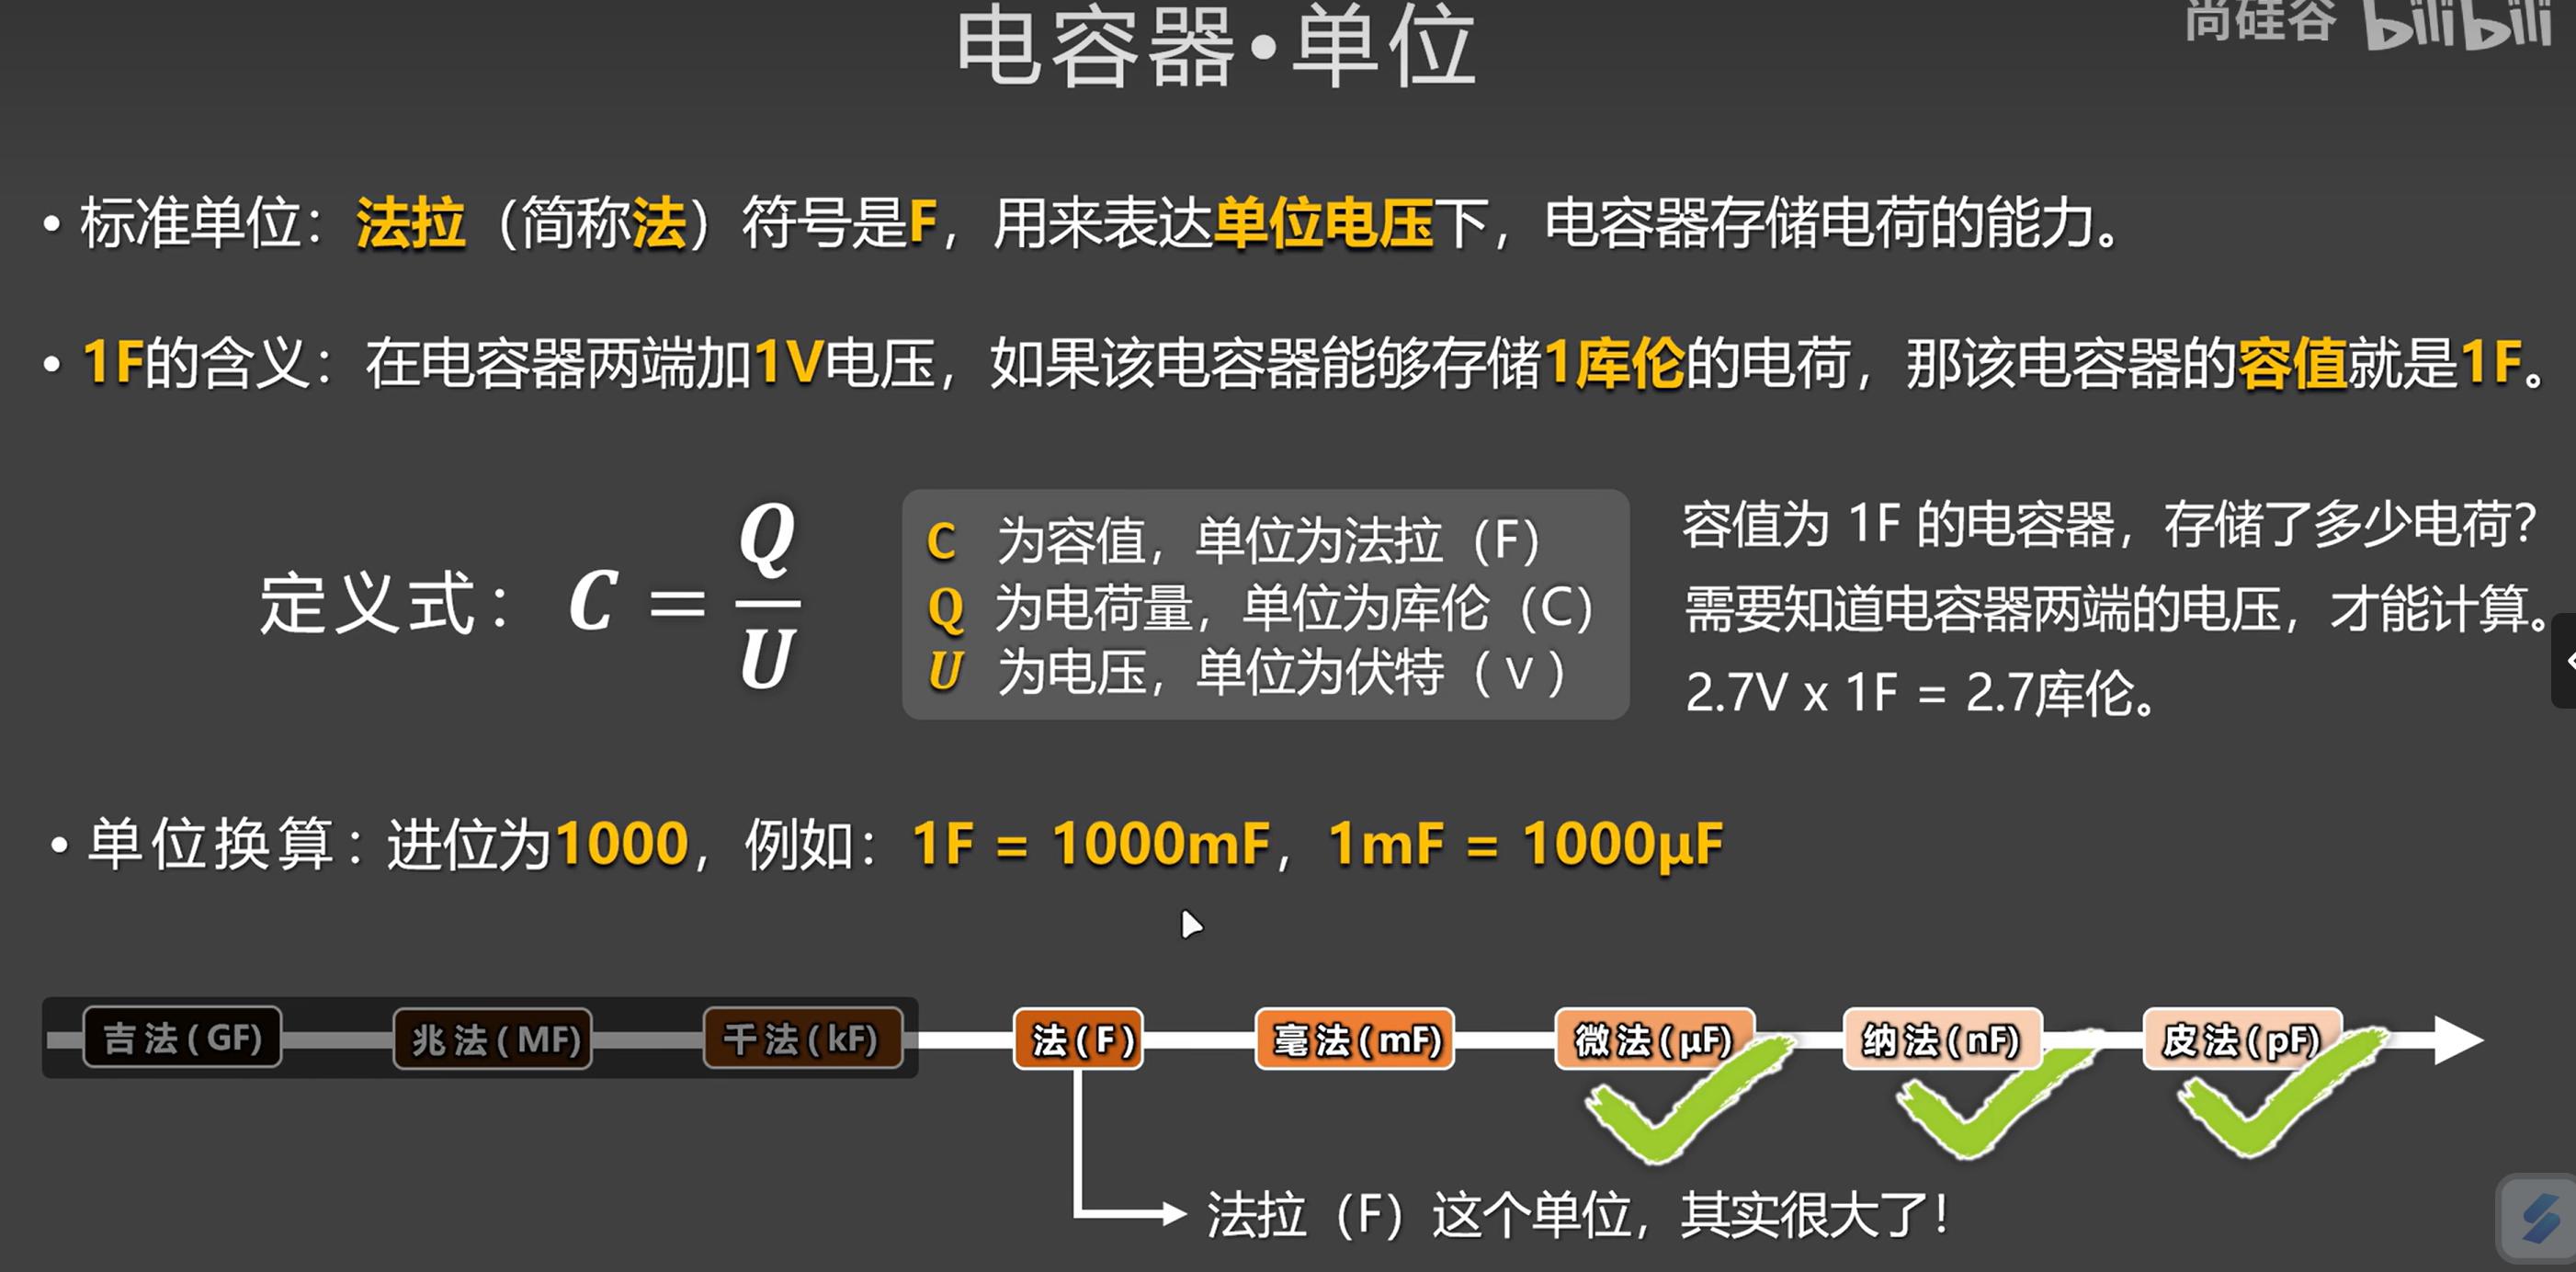 电容器•单位
尚硅谷 bilibili
• 标准单位：法拉（简称法）符号是F，用来表达单位电压下，电容器存储电荷的能力。
• 1F的含义：在电容器两端加1V电压，如果该电容器能够存储1库伦的电荷，那该电容器的容值就是1F。
定义式： C = Q/U
C 为容值，单位为法拉（F）
Q 为电荷量，单位为库伦（C）
U 为电压，单位为伏特（V）
容值为 1F 的电容器，存储了多少电荷？
需要知道电容器两端的电压，才能计算。
2.7V x 1F = 2.7库伦。
• 单位换算：进位为1000，例如：1F = 1000mF，1mF = 1000μF
吉法(GF) 兆法(MF) 千法(kF) 法(F) 毫法(mF) 微法(μF) 纳法(nF) 皮法(pF)
法拉（F）这个单位，其实很大了！